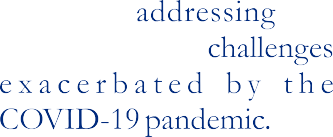 addressing
challenges
exacerbated by the
COVID-19 pandemic.